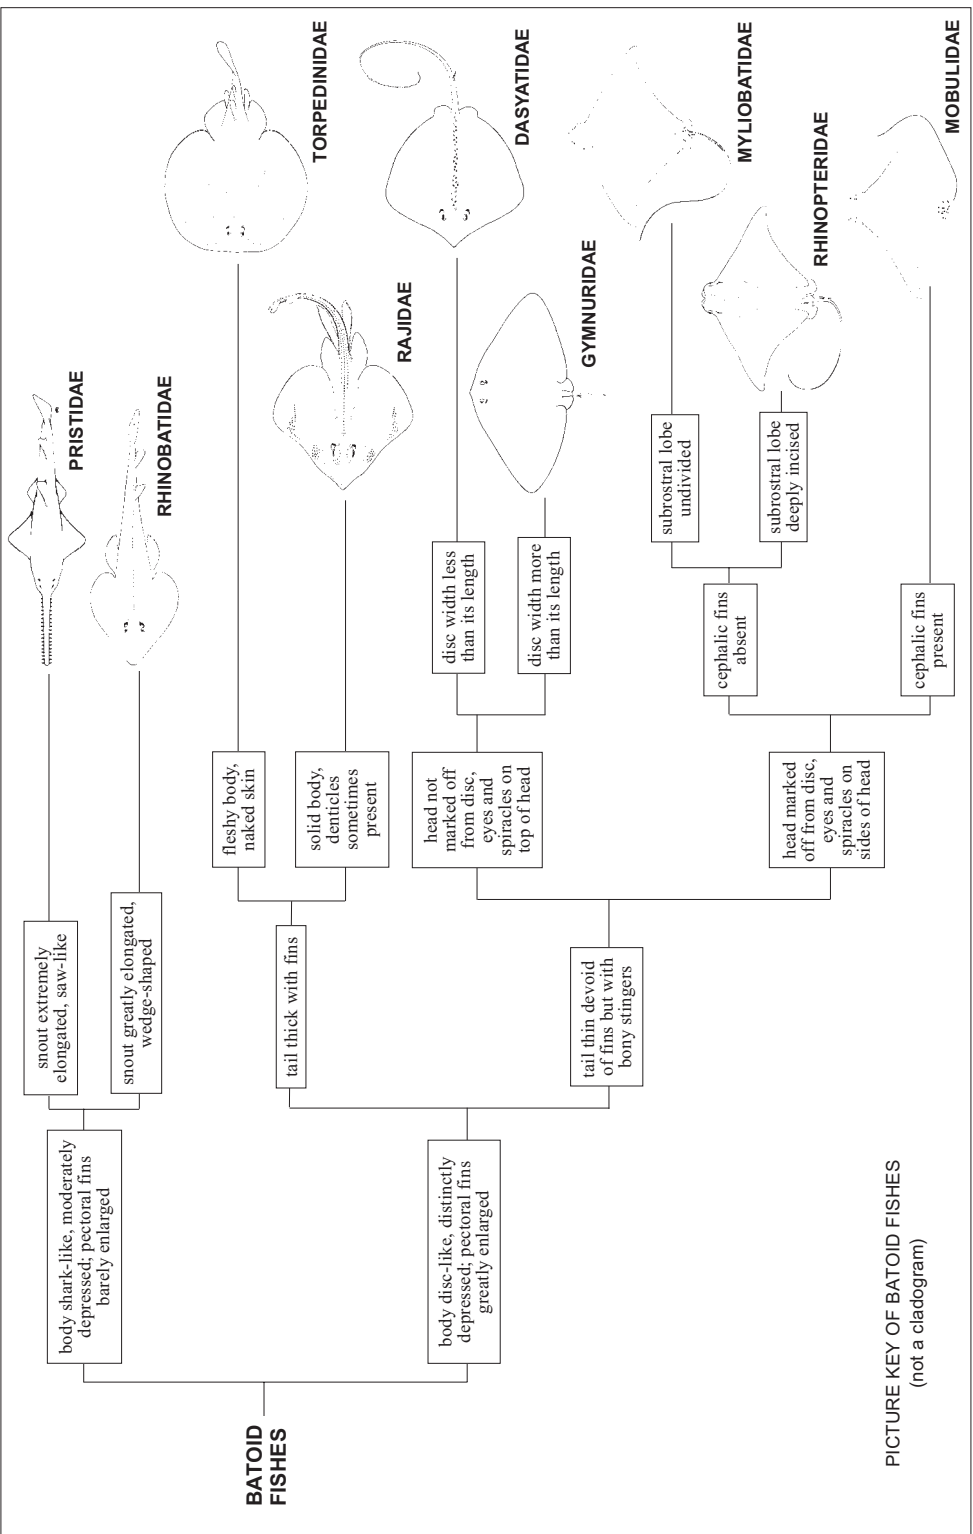 BATOID
FISHES
body shark-like, moderately
depressed; pectoral fins
barely enlarged
snout extremely
elongated, saw-like
PRISTIDAE
snout greatly elongated,
wedge-shaped
RHINOBATIDAE
body disc-like, distinctly
depressed; pectoral fins
greatly enlarged
tail thick with fins
fleshy body,
naked skin
TORPEDINIDAE
solid body,
denticles
sometimes
present
RAJIDAE
tail thin devoid
of fins but with
bony stingers
head not
marked off
from disc,
eyes and
spiracles on
top of head
disc width less
than its length
DASYATIDAE
disc width more
than its length
GYMNURIDAE
head marked
off from disc,
eyes and
spiracles on
sides of head
cephalic fins
absent
subrostral lobe
undivided
MYLIOBATIDAE
subrostral lobe
deeply incised
RHINOPTERIDAE
cephalic fins
present
MOBULIDAE
PICTURE KEY OF BATOID FISHES
(not a cladogram)